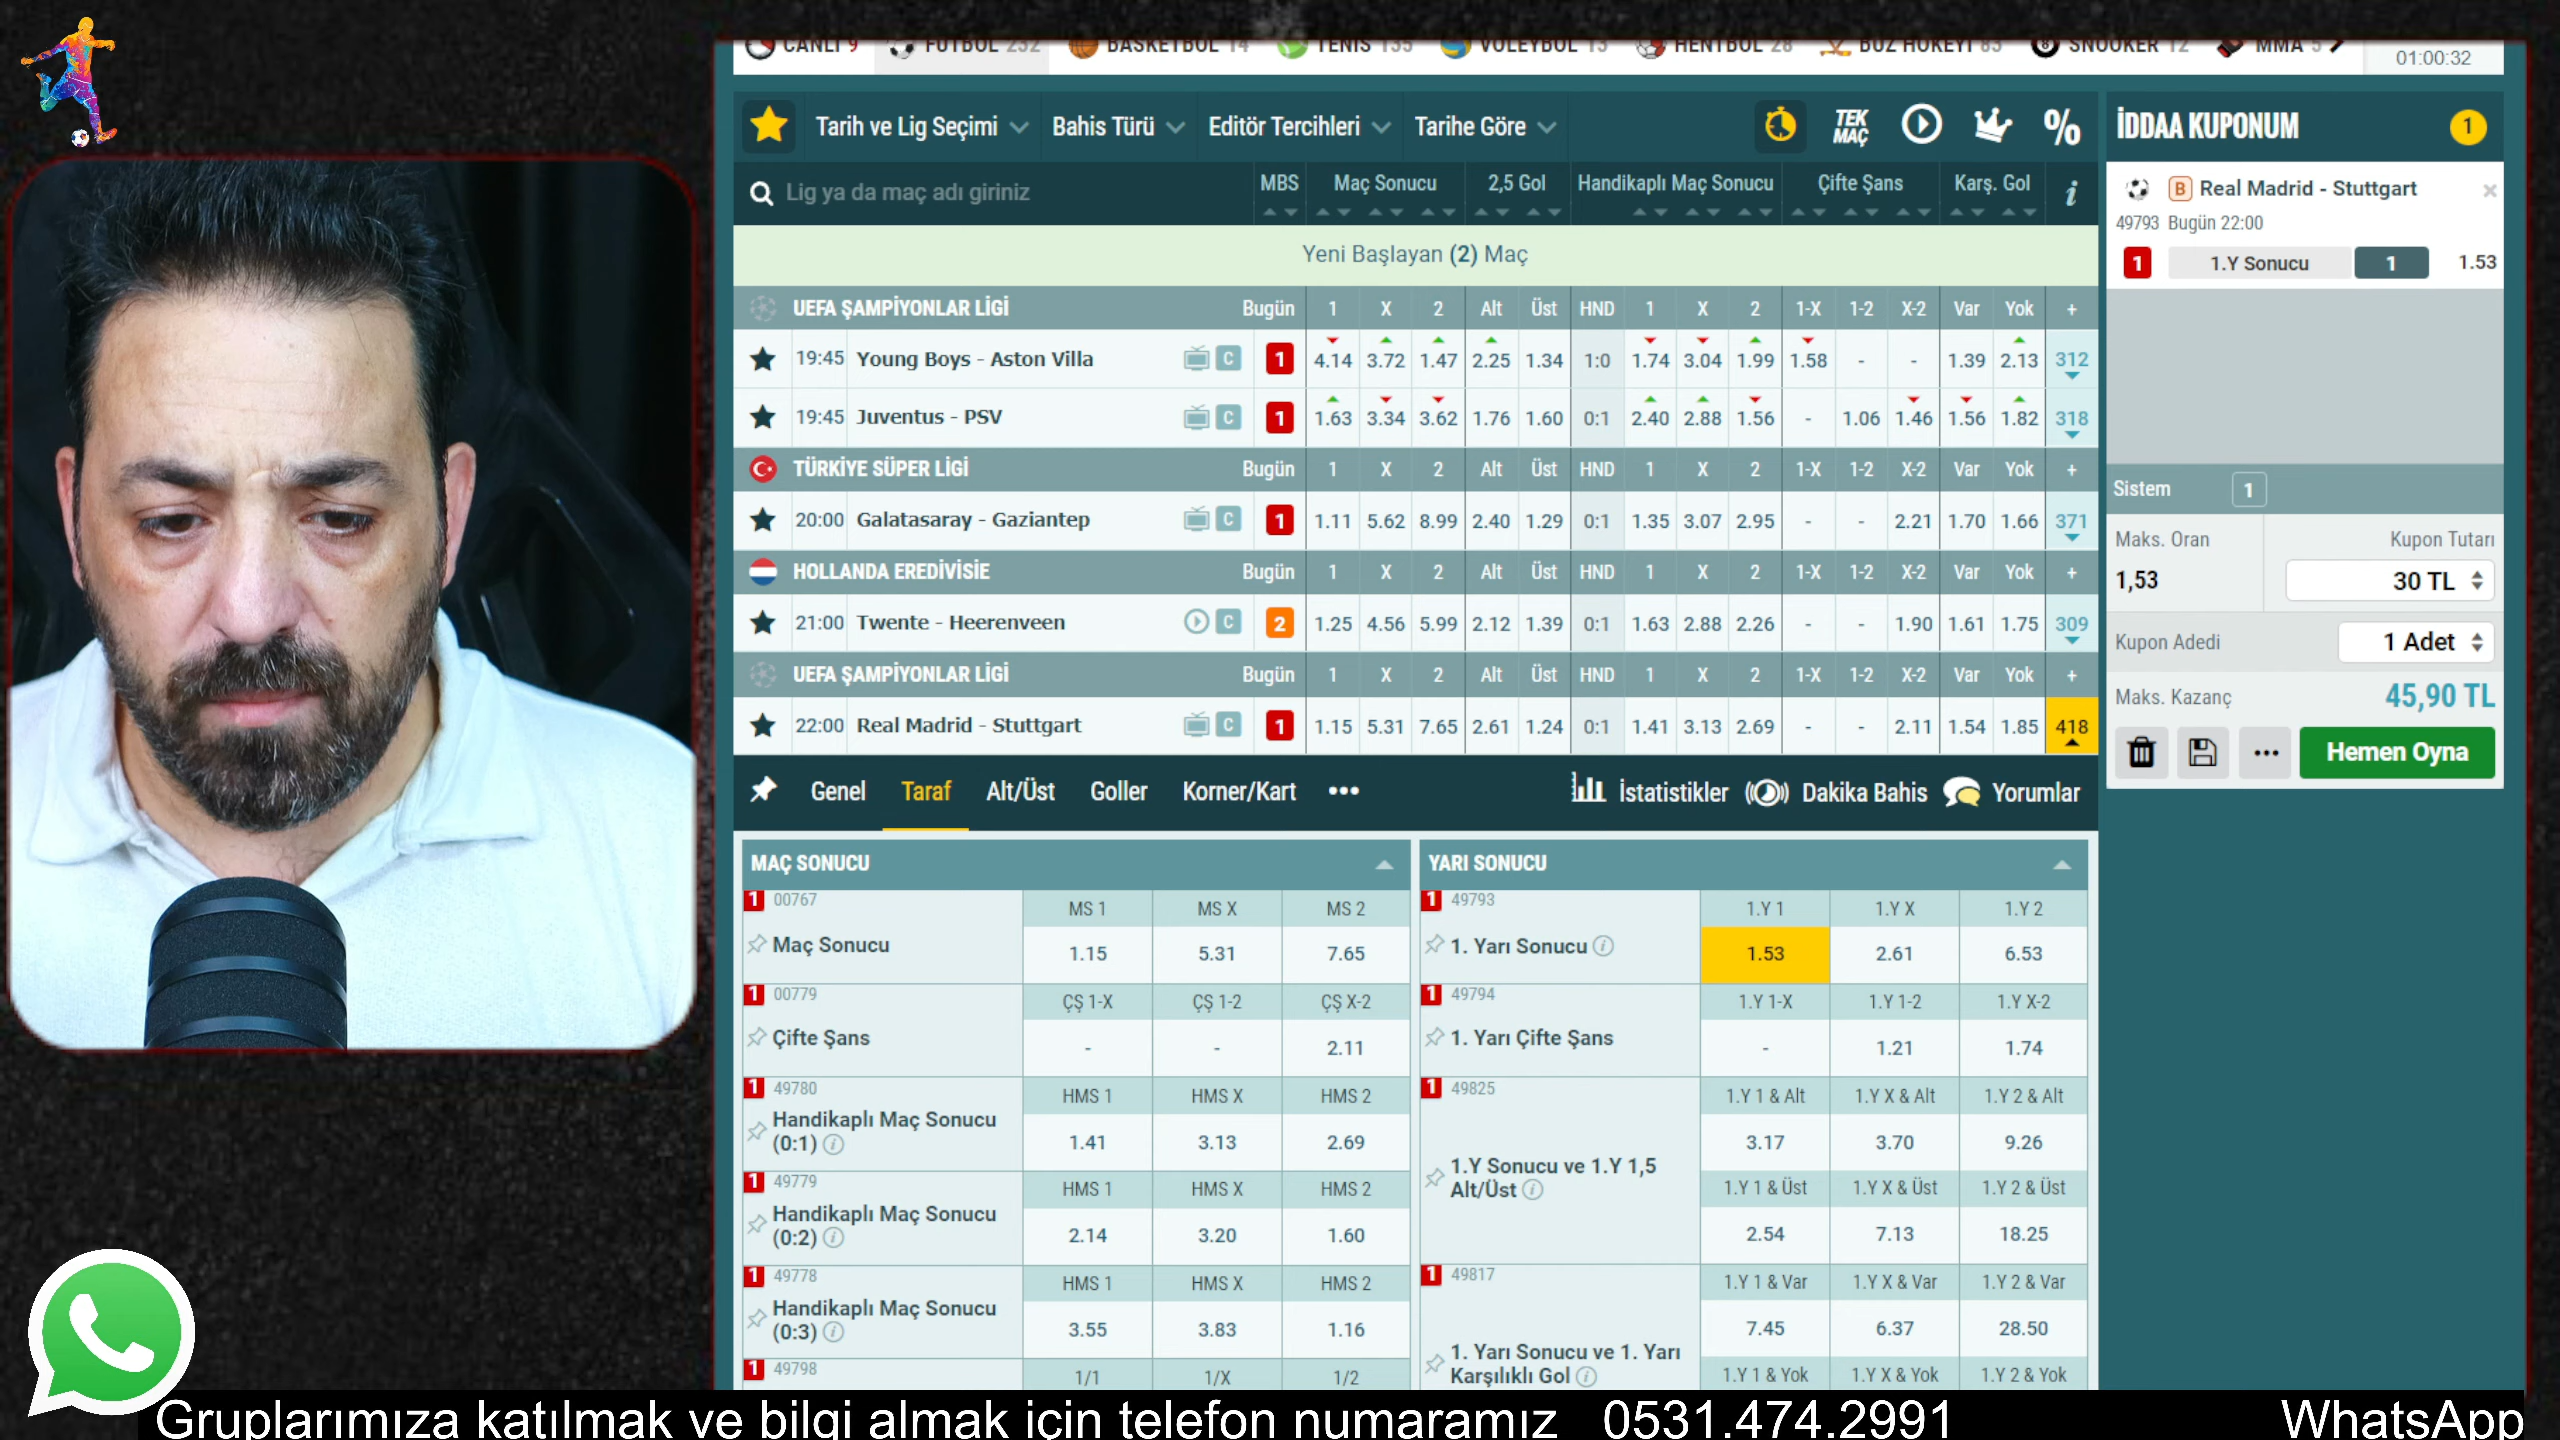 CANLI 9 FUTBOL 232 BASKETBOL 14 TENİS 135 VOLEYBOL 13 HENTBOL 28 BUZ HOKEYİ 83 SNOOKER 12 MMA 5
01:00:32
Tarih ve Lig Seçimi Bahis Türü Editör Tercihleri Tarihe Göre TEK MAÇ %
Lig ya da maç adı giriniz MBS Maç Sonucu 2,5 Gol Handikaplı Maç Sonucu Çifte Şans Karş. Gol i
Yeni Başlayan (2) Maç
UEFA ŞAMPİYONLAR LİGİ Bugün 1 X 2 Alt Üst HND 1 X 2 1-X 1-2 X-2 Var Yok +
19:45 Young Boys - Aston Villa C 1 4.14 3.72 1.47 2.25 1.34 1:0 1.74 3.04 1.99 1.58 - - 1.39 2.13 312
19:45 Juventus - PSV C 1 1.63 3.34 3.62 1.76 1.60 0:1 2.40 2.88 1.56 - 1.06 1.46 1.56 1.82 318
TÜRKİYE SÜPER LİGİ Bugün 1 X 2 Alt Üst HND 1 X 2 1-X 1-2 X-2 Var Yok +
20:00 Galatasaray - Gaziantep C 1 1.11 5.62 8.99 2.40 1.29 0:1 1.35 3.07 2.95 - - 2.21 1.70 1.66 371
HOLLANDA EREDIVISIE Bugün 1 X 2 Alt Üst HND 1 X 2 1-X 1-2 X-2 Var Yok +
21:00 Twente - Heerenveen C 2 1.25 4.56 5.99 2.12 1.39 0:1 1.63 2.88 2.26 - - 1.90 1.61 1.75 309
UEFA ŞAMPİYONLAR LİGİ Bugün 1 X 2 Alt Üst HND 1 X 2 1-X 1-2 X-2 Var Yok +
22:00 Real Madrid - Stuttgart C 1 1.15 5.31 7.65 2.61 1.24 0:1 1.41 3.13 2.69 - - 2.11 1.54 1.85 418
Genel Taraf Alt/Üst Goller Korner/Kart ••• İstatistikler Dakika Bahis Yorumlar
MAÇ SONUCU
1 00767 MS 1 MS X MS 2
Maç Sonucu 1.15 5.31 7.65
1 00779 ÇŞ 1-X ÇŞ 1-2 ÇŞ X-2
Çifte Şans - - 2.11
1 49780 HMS 1 HMS X HMS 2
Handikaplı Maç Sonucu
(0:1) i 1.41 3.13 2.69
1 49779 HMS 1 HMS X HMS 2
Handikaplı Maç Sonucu
(0:2) i 2.14 3.20 1.60
1 49778 HMS 1 HMS X HMS 2
Handikaplı Maç Sonucu
(0:3) i 3.55 3.83 1.16
1 49798 1/1 1/X 1/2
YARI SONUCU
1 49793 1.Y 1 1.Y X 1.Y 2
1. Yarı Sonucu i 1.53 2.61 6.53
1 49794 1.Y 1-X 1.Y 1-2 1.Y X-2
1. Yarı Çifte Şans - 1.21 1.74
1 49825 1.Y 1 & Alt 1.Y X & Alt 1.Y 2 & Alt
3.17 3.70 9.26
1.Y Sonucu ve 1.Y 1,5
Alt/Üst i 1.Y 1 & Üst 1.Y X & Üst 1.Y 2 & Üst
2.54 7.13 18.25
1 49817 1.Y 1 & Var 1.Y X & Var 1.Y 2 & Var
7.45 6.37 28.50
1. Yarı Sonucu ve 1. Yarı
Karşılıklı Gol i 1.Y 1 & Yok 1.Y X & Yok 1.Y 2 & Yok
İDDAA KUPONUM 1
B Real Madrid - Stuttgart ×
49793 Bugün 22:00
1 1.Y Sonucu 1 1.53
Sistem 1
Maks. Oran Kupon Tutarı
1,53 30 TL
Kupon Adedi 1 Adet
Maks. Kazanç 45,90 TL
••• Hemen Oyna
Gruplarımıza katılmak ve bilgi almak için telefon numaramız 0531.474.2991 WhatsApp